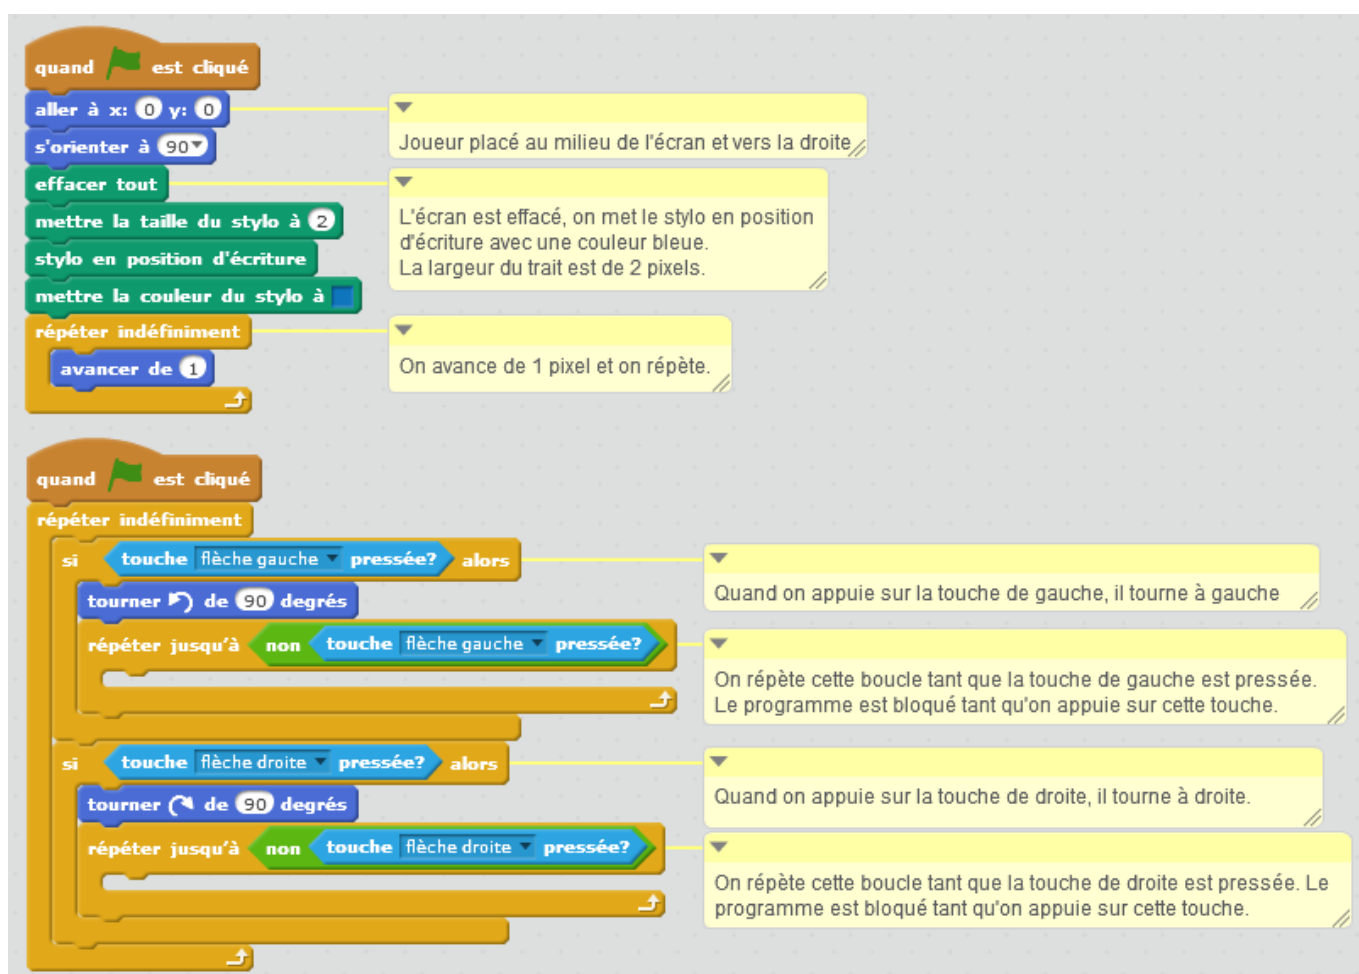 quand est cliqué
aller à x: 0 y: 0
Joueur placé au milieu de l'écran et vers la droite
s'orienter à 90
effacer tout
mettre la taille du stylo à 2
stylo en position d'écriture
mettre la couleur du stylo à
L'écran est effacé, on met le stylo en position
d'écriture avec une couleur bleue.
La largeur du trait est de 2 pixels.
répéter indéfiniment
avancer de 1
On avance de 1 pixel et on répète.
quand est cliqué
répéter indéfiniment
si touche flèche gauche pressée? alors
Quand on appuie sur la touche de gauche, il tourne à gauche
tourner de 90 degrés
répéter jusqu'à non touche flèche gauche pressée?
On répète cette boucle tant que la touche de gauche est pressée.
Le programme est bloqué tant qu'on appuie sur cette touche.
si touche flèche droite pressée? alors
Quand on appuie sur la touche de droite, il tourne à droite.
tourner de 90 degrés
répéter jusqu'à non touche flèche droite pressée?
On répète cette boucle tant que la touche de droite est pressée. Le
programme est bloqué tant qu'on appuie sur cette touche.